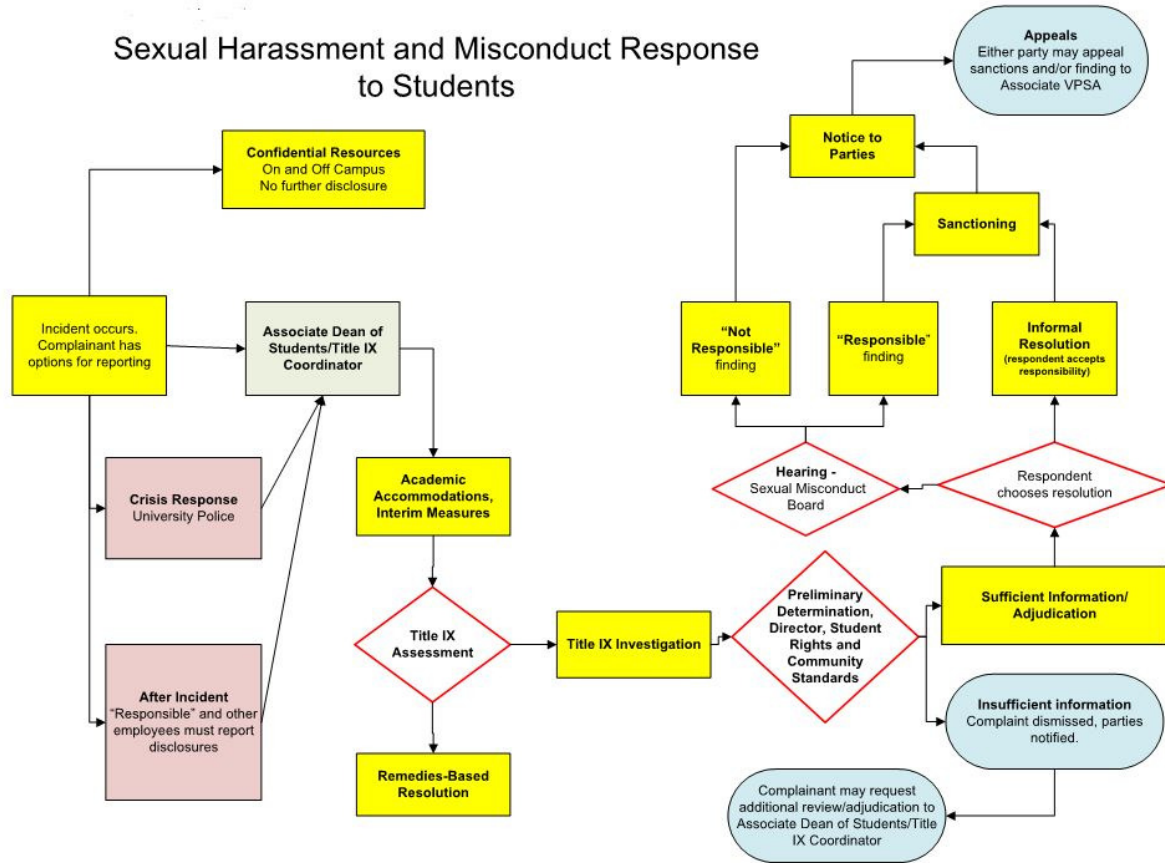 Sexual Harassment and Misconduct Response
to Students
Appeals
Either party may appeal
sanctions and/or finding to
Associate VPSA
Notice to
Parties
Confidential Resources
On and Off Campus
No further disclosure
Sanctioning
Incident occurs.
Complainant has
options for reporting
Associate Dean of
Students/Title IX
Coordinator
“Not
Responsible”
finding
“Responsible”
finding
Informal
Resolution
(respondent accepts
responsibility)
Crisis Response
University Police
Academic
Accommodations,
Interim Measures
Hearing -
Sexual Misconduct
Board
Respondent
chooses resolution
Title IX
Assessment
Title IX Investigation
Preliminary
Determination,
Director, Student
Rights and
Community
Standards
Sufficient Information/
Adjudication
After Incident
“Responsible” and other
employees must report
disclosures
Insufficient information
Complaint dismissed, parties
notified.
Remedies-Based
Resolution
Complainant may request
additional review/adjudication to
Associate Dean of Students/Title
IX Coordinator